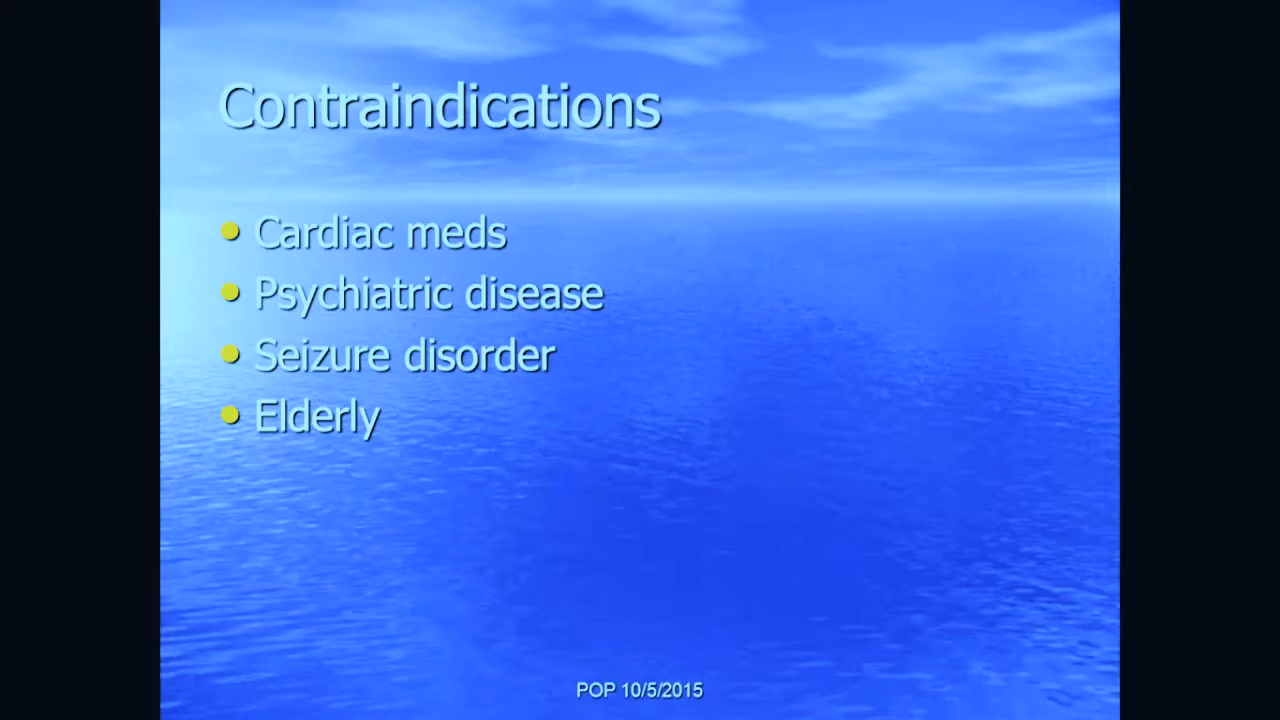 Contraindications
• Cardiac meds
• Psychiatric disease
• Seizure disorder
• Elderly
POP 10/5/2015